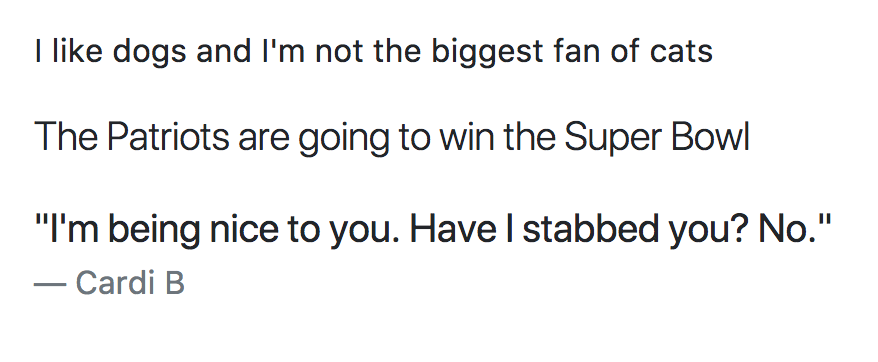 I like dogs and I'm not the biggest fan of cats
The Patriots are going to win the Super Bowl
"I'm being nice to you. Have I stabbed you? No."
— Cardi B